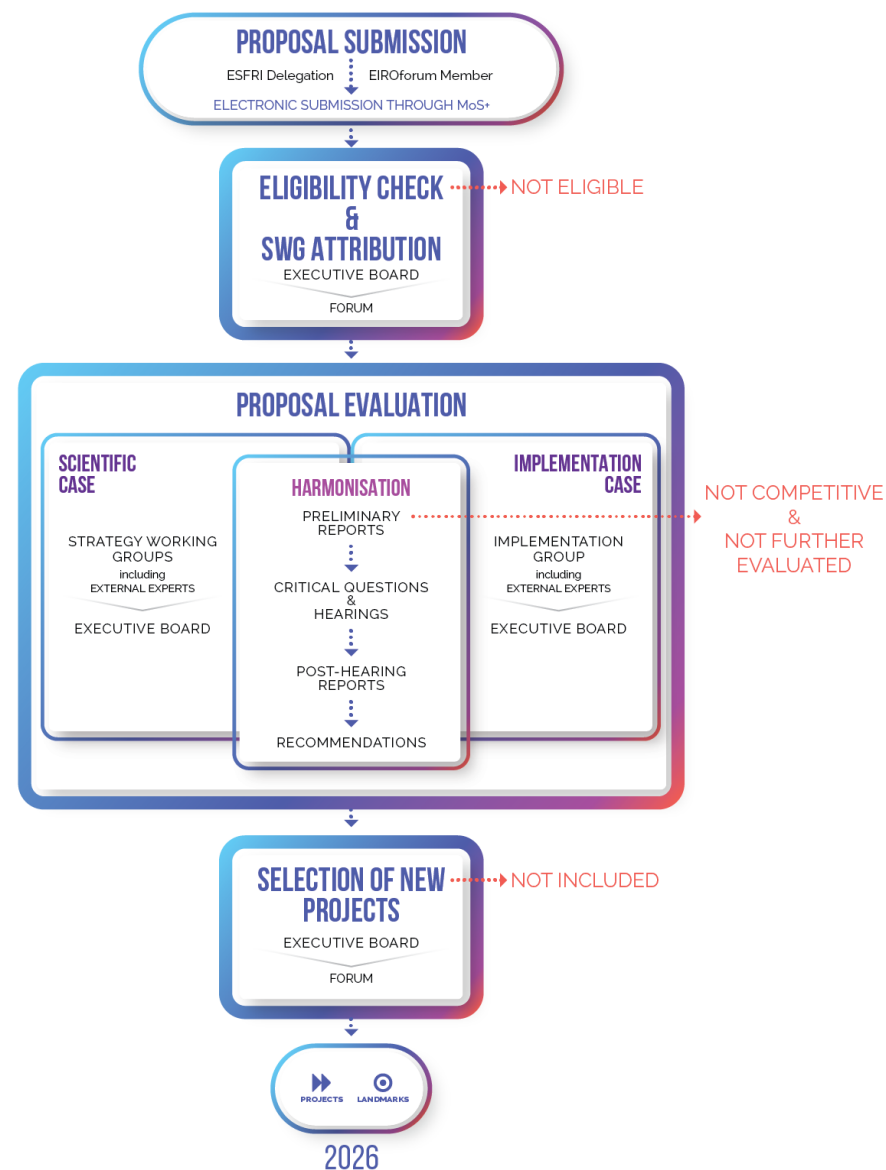 PROPOSAL SUBMISSION
ESFRI Delegation
EIROforum Member
ELECTRONIC SUBMISSION THROUGH MoS+
ELIGIBILITY CHECK
&
SWG ATTRIBUTION
EXECUTIVE BOARD
FORUM
NOT ELIGIBLE
PROPOSAL EVALUATION
SCIENTIFIC
CASE
STRATEGY WORKING
GROUPS
including
EXTERNAL EXPERTS
EXECUTIVE BOARD
HARMONISATION
PRELIMINARY
REPORTS
CRITICAL QUESTIONS
&
HEARINGS
POST-HEARING
REPORTS
RECOMMENDATIONS
IMPLEMENTATION
CASE
IMPLEMENTATION
GROUP
including
EXTERNAL EXPERTS
EXECUTIVE BOARD
NOT COMPETITIVE
&
NOT FURTHER
EVALUATED
SELECTION OF NEW
PROJECTS
EXECUTIVE BOARD
FORUM
NOT INCLUDED
PROJECTS
LANDMARKS
2026